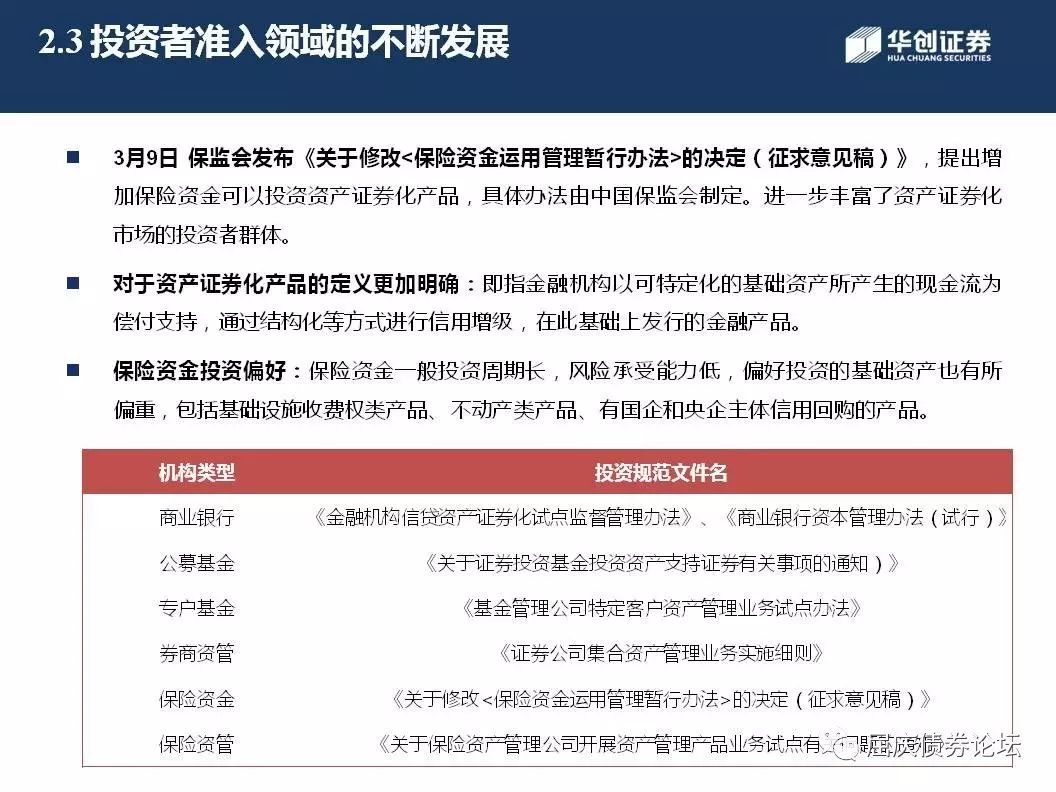 2.3 投资者准入领域的不断发展
华创证券
HUA CHUANG SECURITIES
3月9日 保监会发布《关于修改<保险资金运用管理暂行办法>的决定（征求意见稿）》，提出增
加保险资金可以投资资产证券化产品，具体办法由中国保监会制定。进一步丰富了资产证券化
市场的投资者群体。
对于资产证券化产品的定义更加明确：即指金融机构以可特定化的基础资产所产生的现金流为
偿付支持，通过结构化等方式进行信用增级，在此基础上发行的金融产品。
保险资金投资偏好：保险资金一般投资周期长，风险承受能力低，偏好投资的基础资产也有所
偏重，包括基础设施收费权类产品、不动产类产品、有国企和央企主体信用回购的产品。
机构类型 投资规范文件名
商业银行 《金融机构信贷资产证券化试点监督管理办法》、《商业银行资本管理办法（试行）》
公募基金 《关于证券投资基金投资资产支持证券有关事项的通知）》
专户基金 《基金管理公司特定客户资产管理业务试点办法》
券商资管 《证券公司集合资产管理业务实施细则》
保险资金 《关于修改<保险资金运用管理暂行办法>的决定（征求意见稿）》
保险资管 《关于保险资产管理公司开展资产管理产品业务试点有
屈庆债券论坛